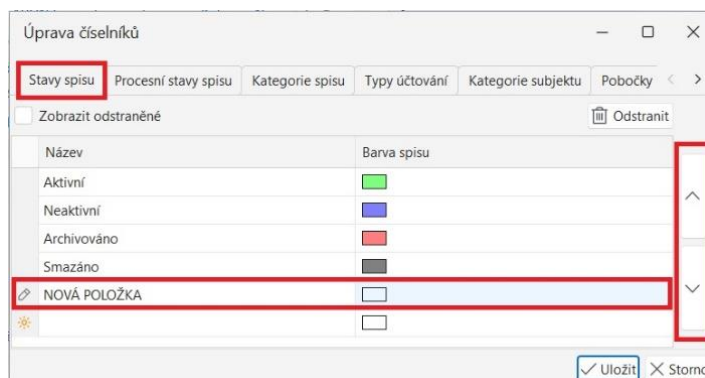 Úprava číselníků
Stavy spisu Procesní stavy spisu Kategorie spisu Typy účtování Kategorie subjektu Pobočky
Zobrazit odstraněné Odstranit
Název Barva spisu
Aktivní
Neaktivní
Archivováno
Smazáno
NOVÁ POLOŽKA
Uložit Storno